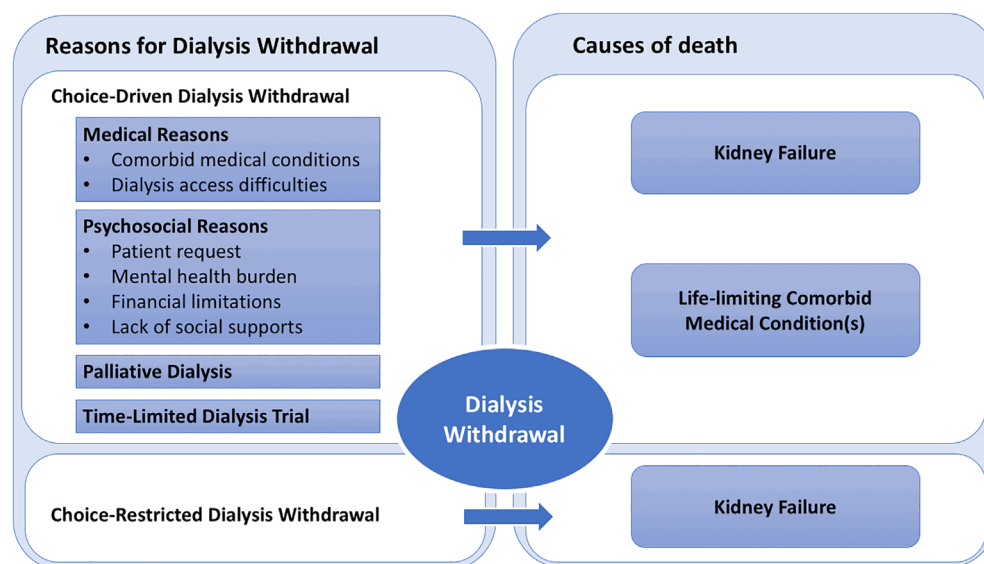 Reasons for Dialysis Withdrawal
Choice-Driven Dialysis Withdrawal
Medical Reasons
• Comorbid medical conditions
• Dialysis access difficulties
Psychosocial Reasons
• Patient request
• Mental health burden
• Financial limitations
• Lack of social supports
Palliative Dialysis
Time-Limited Dialysis Trial
Choice-Restricted Dialysis Withdrawal
Dialysis
Withdrawal
Causes of death
Kidney Failure
Life-limiting Comorbid
Medical Condition(s)
Kidney Failure